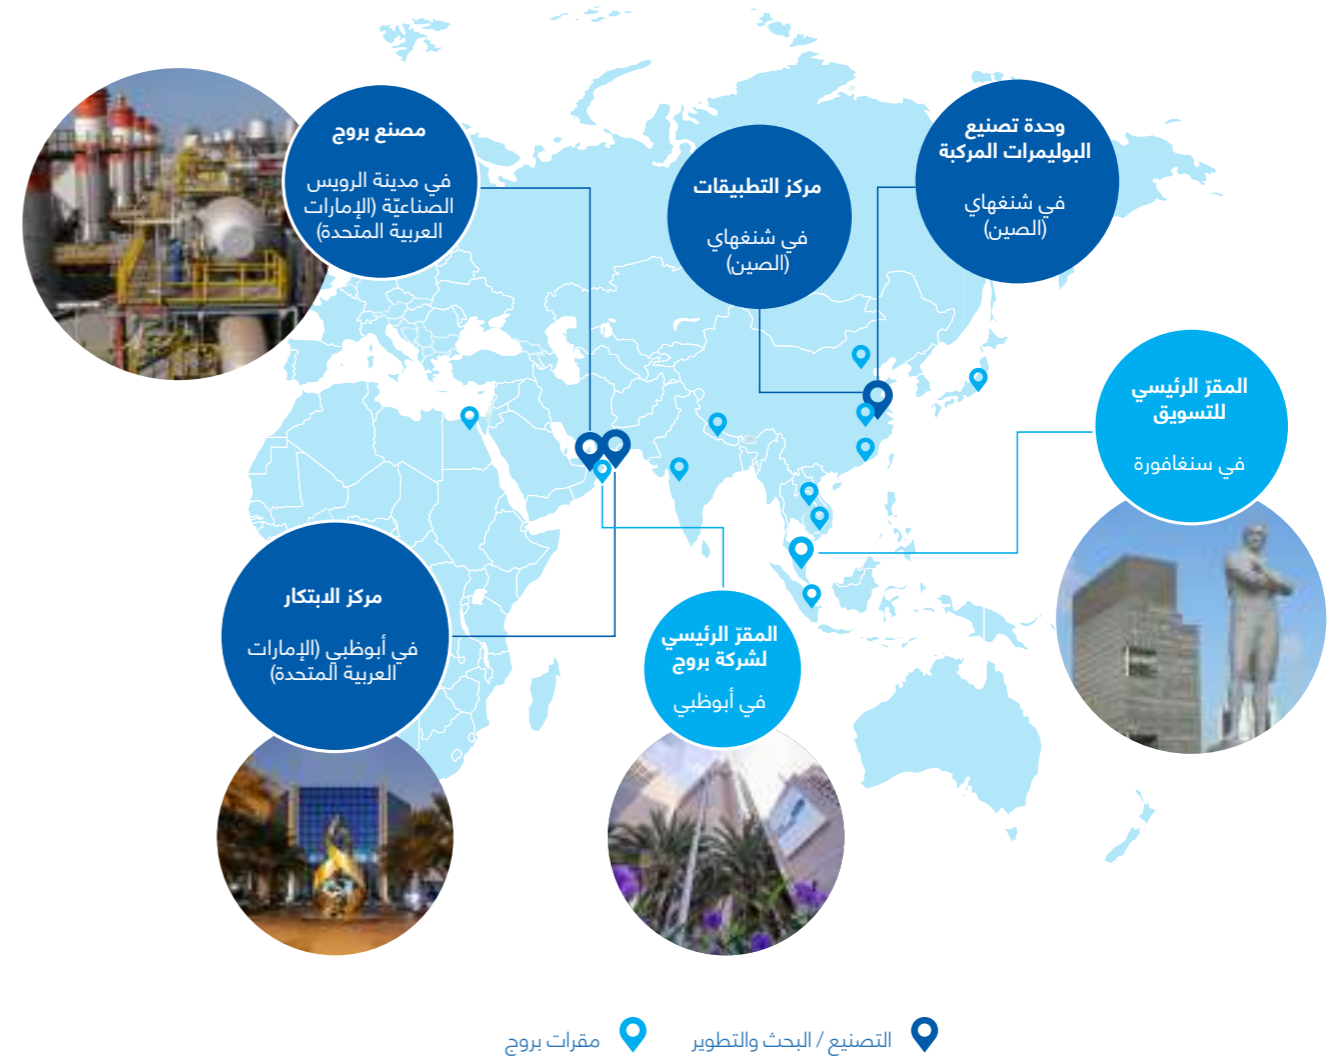 وحدة تصنيع
البوليمرات المركبة
في شنغهاي
(الصين)
مركز التطبيقات
في شنغهاي
(الصين)
مصنع بروج
في مدينة الرويس
الصناعيّة (الإمارات
العربية المتحدة)
المقرّ الرئيسي
للتسويق
في سنغافورة
المقرّ الرئيسي
لشركة بروج
في أبوظبي
مركز الابتكار
في أبوظبي (الإمارات
العربية المتحدة)
التصنيع / البحث والتطوير
مقرات بروج